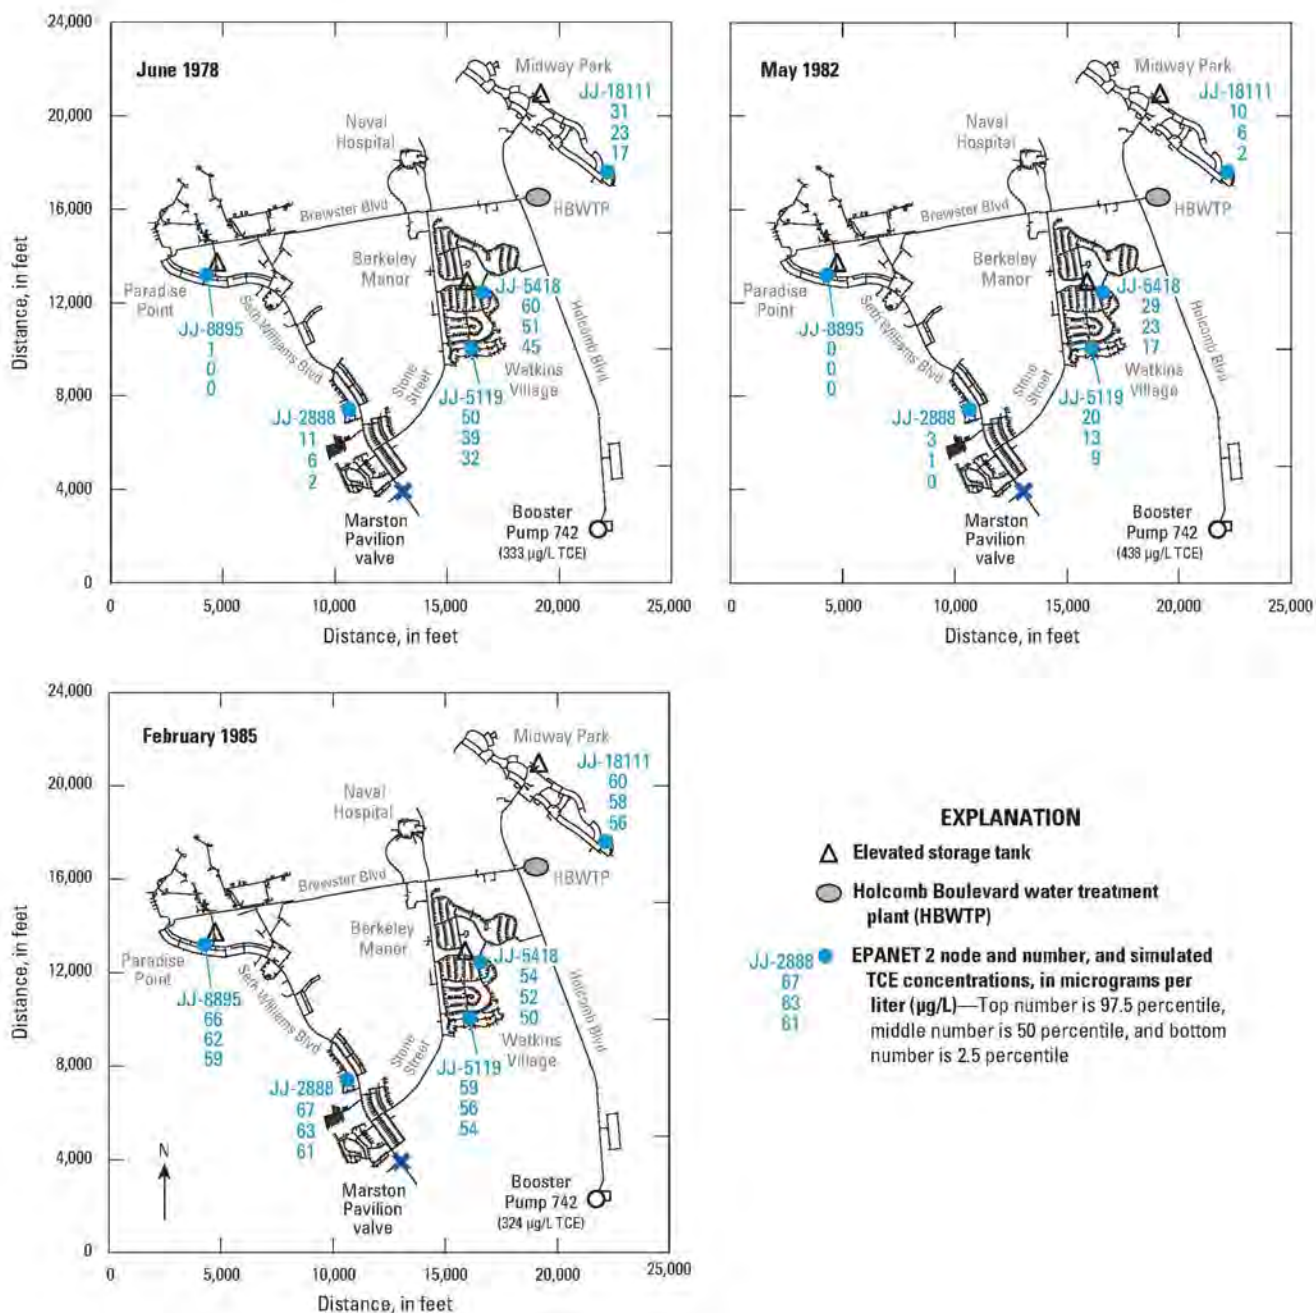 24,000
20,000
16,000
12,000
8,000
4,000
0
Distance, in feet
June 1978
Midway Park
JJ-18111
31
23
17
Naval
Hospital
Brewster Blvd
HBWTP
Berkeley
Manor
JJ-5418
60
51
45
Paradise
Point
JJ-8895
1
0
0
Seth Williams Blvd
Holcomb Blvd
Stone
Street
Watkins
Village
JJ-5119
50
39
32
JJ-2888
11
6
2
Marston
Pavilion
valve
Booster
Pump 742
(333 µg/L TCE)
0
5,000
10,000
15,000
20,000
25,000
Distance, in feet
May 1982
Midway Park
JJ-18111
10
6
2
Naval
Hospital
Brewster Blvd
HBWTP
Berkeley
Manor
JJ-5418
29
23
17
Paradise
Point
JJ-8895
0
0
0
Seth Williams Blvd
Holcomb Blvd
Stone
Street
Watkins
Village
JJ-5119
20
13
9
JJ-2888
3
1
0
Marston
Pavilion
valve
Booster
Pump 742
(438 µg/L TCE)
0
5,000
10,000
15,000
20,000
25,000
Distance, in feet
24,000
20,000
16,000
12,000
8,000
4,000
0
Distance, in feet
February 1985
Midway Park
JJ-18111
60
58
56
Naval
Hospital
Brewster Blvd
HBWTP
Berkeley
Manor
JJ-5418
54
52
50
Paradise
Point
JJ-8895
66
62
59
Seth Williams Blvd
Holcomb Blvd
Stone
Street
Watkins
Village
JJ-5119
59
56
54
JJ-2888
67
63
61
N
Marston
Pavilion
valve
Booster
Pump 742
(324 µg/L TCE)
0
5,000
10,000
15,000
20,000
25,000
Distance, in feet
EXPLANATION
Elevated storage tank
Holcomb Boulevard water treatment
plant (HBWTP)
JJ-2888
67
63
61
EPANET 2 node and number, and simulated
TCE concentrations, in micrograms per
liter (µg/L)—Top number is 97.5 percentile,
middle number is 50 percentile, and bottom
number is 2.5 percentile